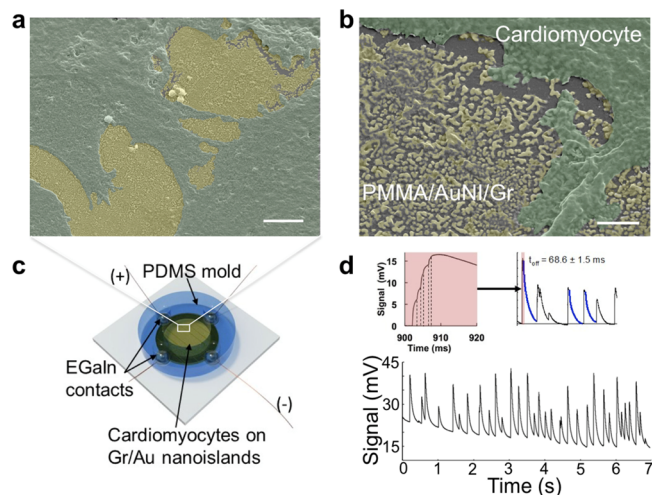 a
b
Cardiomyocyte
PMMA/AuNI/Gr
c
(+)
PDMS mold
EGaIn
contacts
(-)
Cardiomyocytes on
Gr/Au nanoislands
d
Signal (mV)
15
10
5
0
900 910 920
Time (ms)
teff = 68.6 ± 1.5 ms
Signal (mV)
45
30
15
0 1 2 3 4 5 6 7
Time (s)